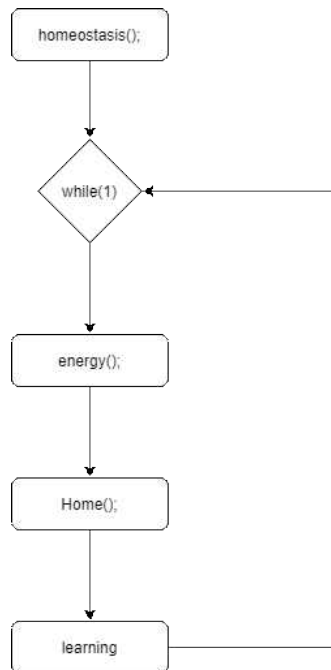 homeostasis();
while(1)
energy();
Home();
learning